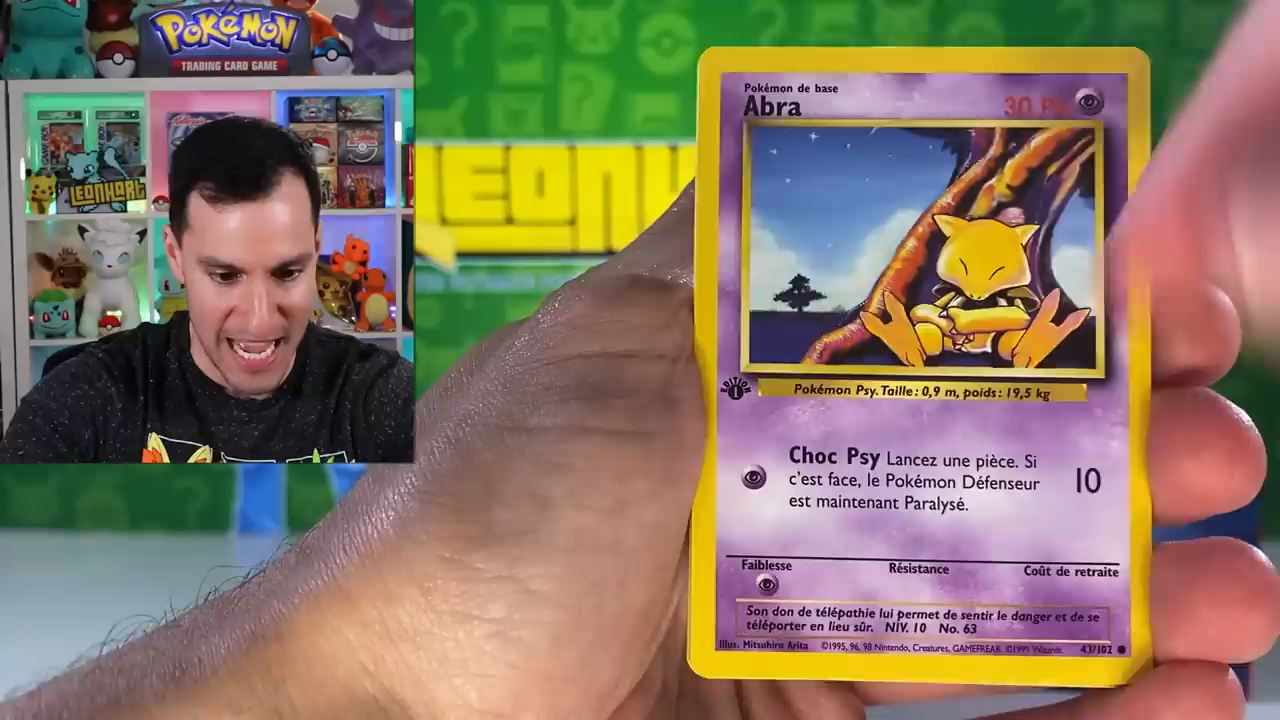 POKÉMON
TRADING CARD GAME
LEONHART
Pokémon de base
Abra
30 PV
EDITION
1
Pokémon Psy. Taille : 0,9 m, poids : 19,5 kg
Choc Psy Lancez une pièce. Si
c'est face, le Pokémon Défenseur
est maintenant Paralysé.
10
Faiblesse
Résistance
Coût de retraite
Son don de télépathie lui permet de sentir le danger et de se
téléporter en lieu sûr. NIV. 10 No. 63
Illus. Mitsuhiro Arita ©1995, 96, 98 Nintendo, Creatures, GAMEFREAK. ©1999 Wizards. 43/102